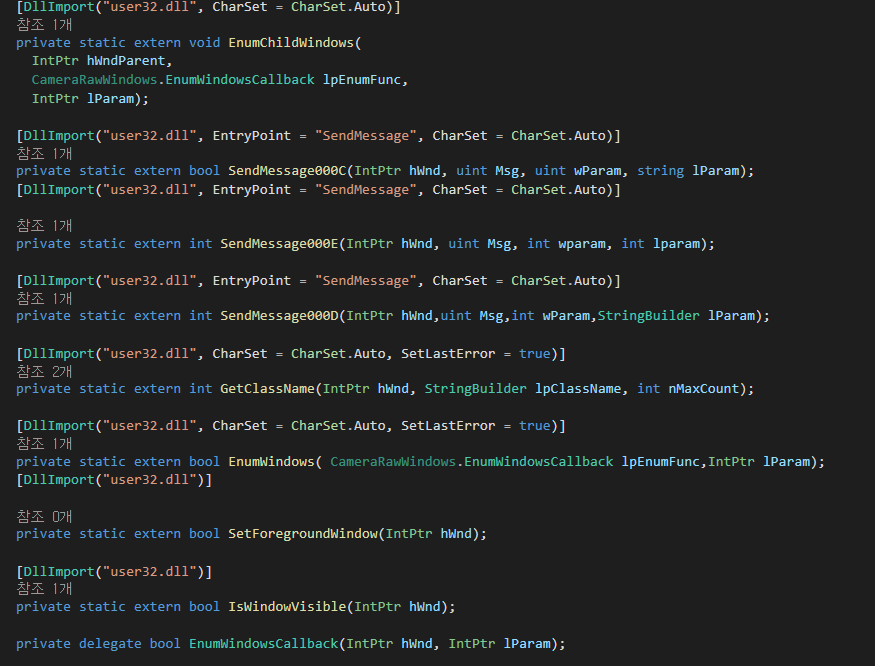 [DllImport("user32.dll", CharSet = CharSet.Auto)]
참조 1개
private static extern void EnumChildWindows(
IntPtr hWndParent,
CameraRawWindows.EnumWindowsCallback lpEnumFunc,
IntPtr lParam);
[DllImport("user32.dll", EntryPoint = "SendMessage", CharSet = CharSet.Auto)]
참조 1개
private static extern bool SendMessage000C(IntPtr hWnd, uint Msg, uint wParam, string lParam);
[DllImport("user32.dll", EntryPoint = "SendMessage", CharSet = CharSet.Auto)]
참조 1개
private static extern int SendMessage000E(IntPtr hWnd, uint Msg, int wparam, int lparam);
[DllImport("user32.dll", EntryPoint = "SendMessage", CharSet = CharSet.Auto)]
참조 1개
private static extern int SendMessage000D(IntPtr hWnd,uint Msg,int wParam,StringBuilder lParam);
[DllImport("user32.dll", CharSet = CharSet.Auto, SetLastError = true)]
참조 2개
private static extern int GetClassName(IntPtr hWnd, StringBuilder lpClassName, int nMaxCount);
[DllImport("user32.dll", CharSet = CharSet.Auto, SetLastError = true)]
참조 1개
private static extern bool EnumWindows( CameraRawWindows.EnumWindowsCallback lpEnumFunc,IntPtr lParam);
[DllImport("user32.dll")]
참조 0개
private static extern bool SetForegroundWindow(IntPtr hWnd);
[DllImport("user32.dll")]
참조 1개
private static extern bool IsWindowVisible(IntPtr hWnd);
private delegate bool EnumWindowsCallback(IntPtr hWnd, IntPtr lParam);